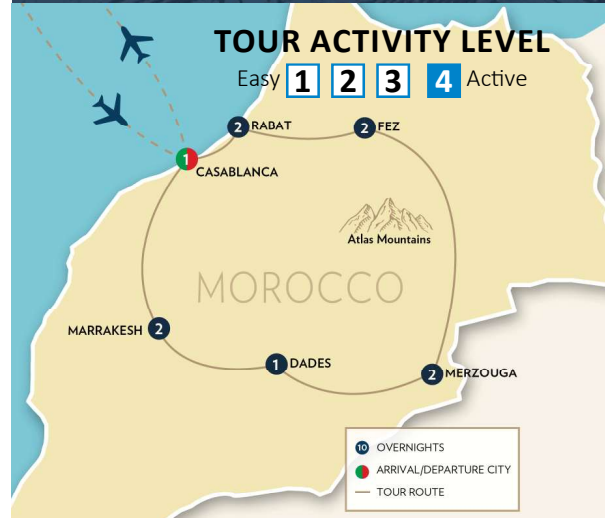 TOUR ACTIVITY LEVEL
Easy 1 2 3 4 Active
2 RABAT
2 FEZ
1
CASABLANCA
Atlas Mountains
MOROCCO
MARRAKESH 2
1 DADES
2 MERZOUGA
10 OVERNIGHTS
ARRIVAL/DEPARTURE CITY
TOUR ROUTE